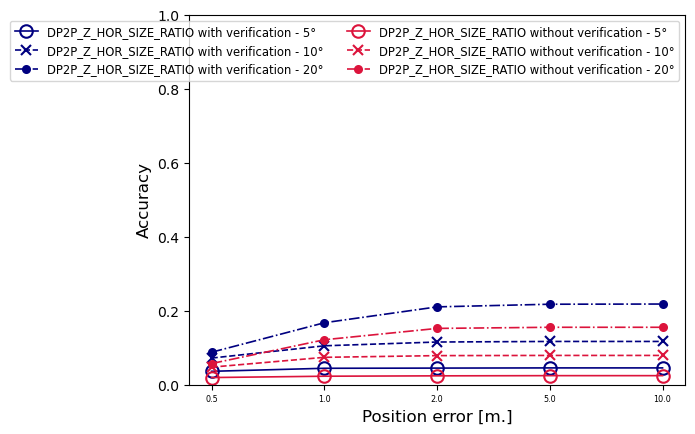 1.0
DP2P_Z_HOR_SIZE_RATIO with verification - 5°
DP2P_Z_HOR_SIZE_RATIO with verification - 10°
DP2P_Z_HOR_SIZE_RATIO with verification - 20°
DP2P_Z_HOR_SIZE_RATIO without verification - 5°
DP2P_Z_HOR_SIZE_RATIO without verification - 10°
DP2P_Z_HOR_SIZE_RATIO without verification - 20°
0.8
0.6
0.4
0.2
0.0
Accuracy
0.5 1.0 2.0 5.0 10.0
Position error [m.]